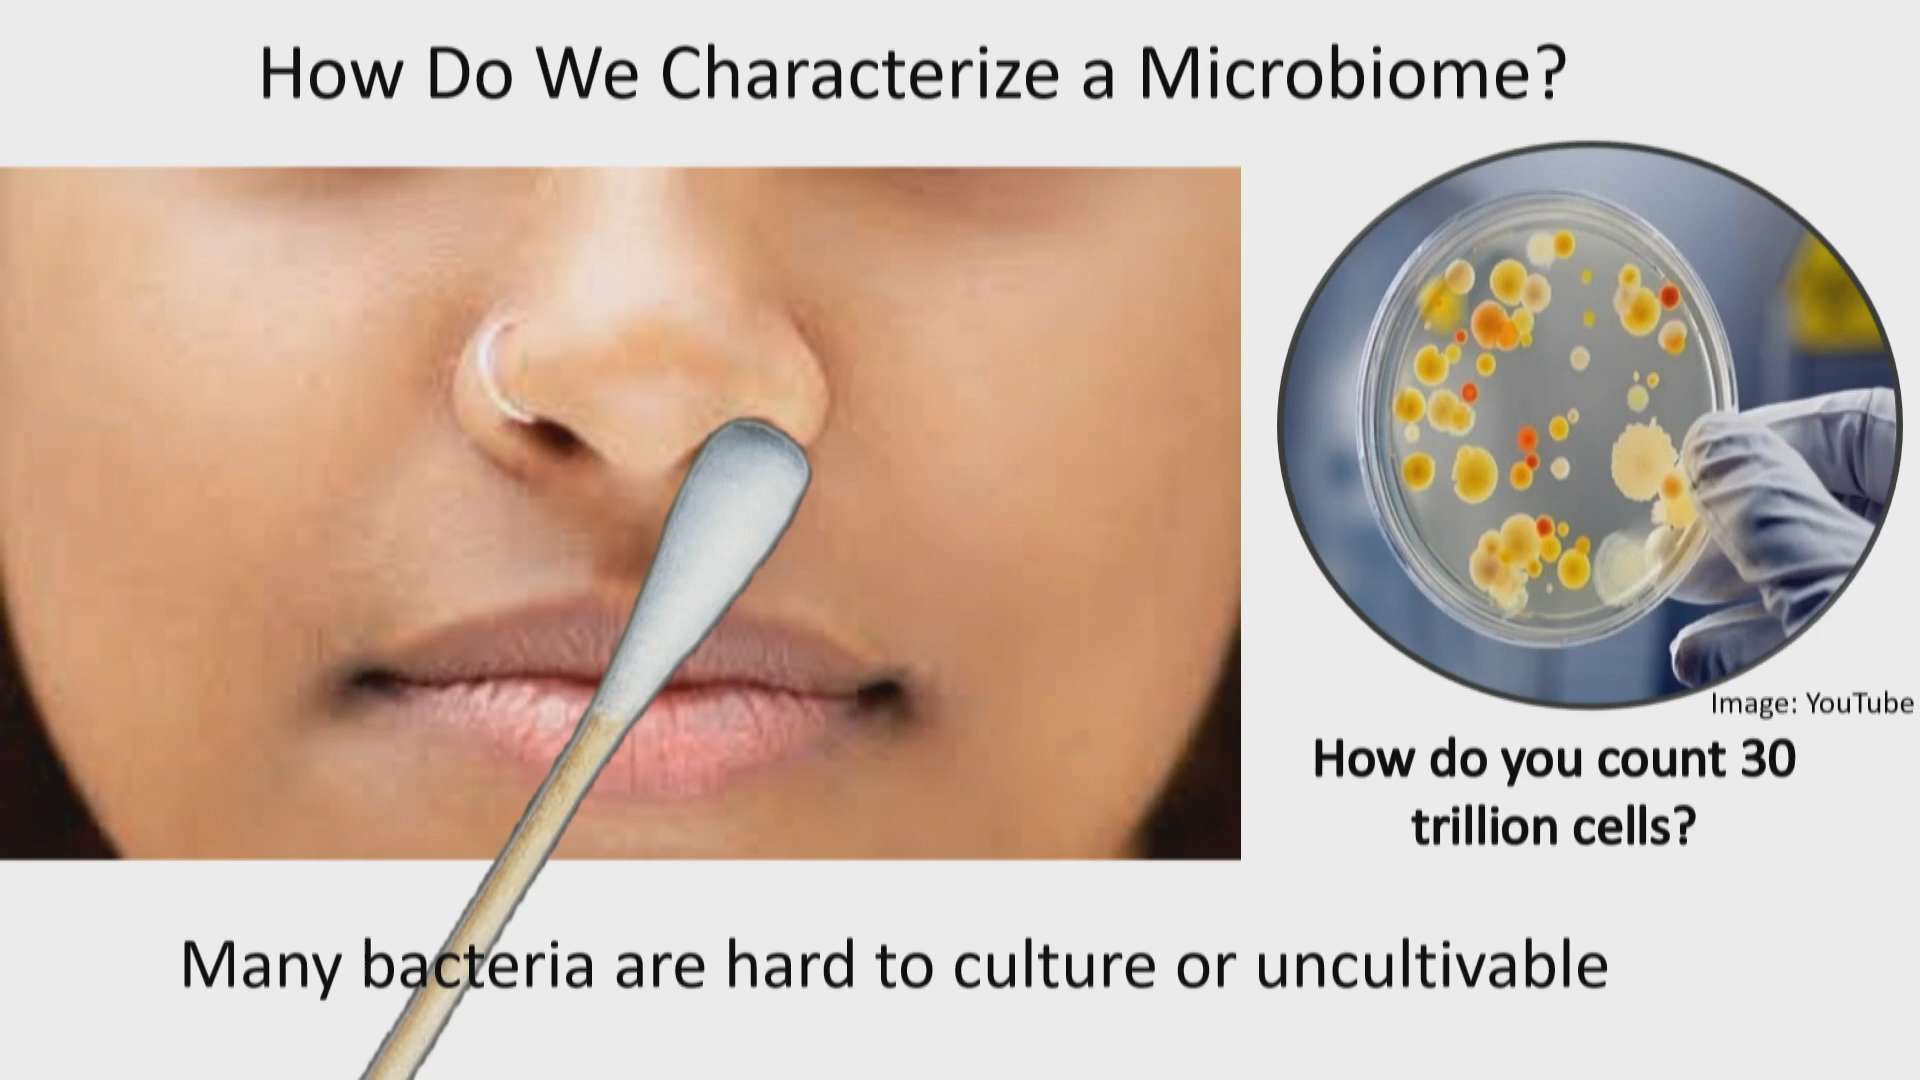 How Do We Characterize a Microbiome?
Image: YouTube
How do you count 30
trillion cells?
Many bacteria are hard to culture or uncultivable